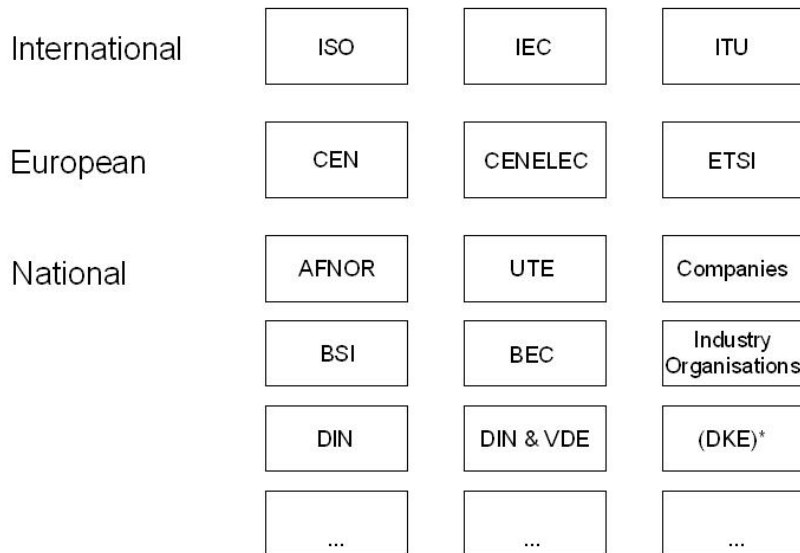 International ISO IEC ITU
European CEN CENELEC ETSI
National AFNOR UTE Companies
BSI BEC Industry
Organisations
DIN DIN & VDE (DKE)*
... ... ...